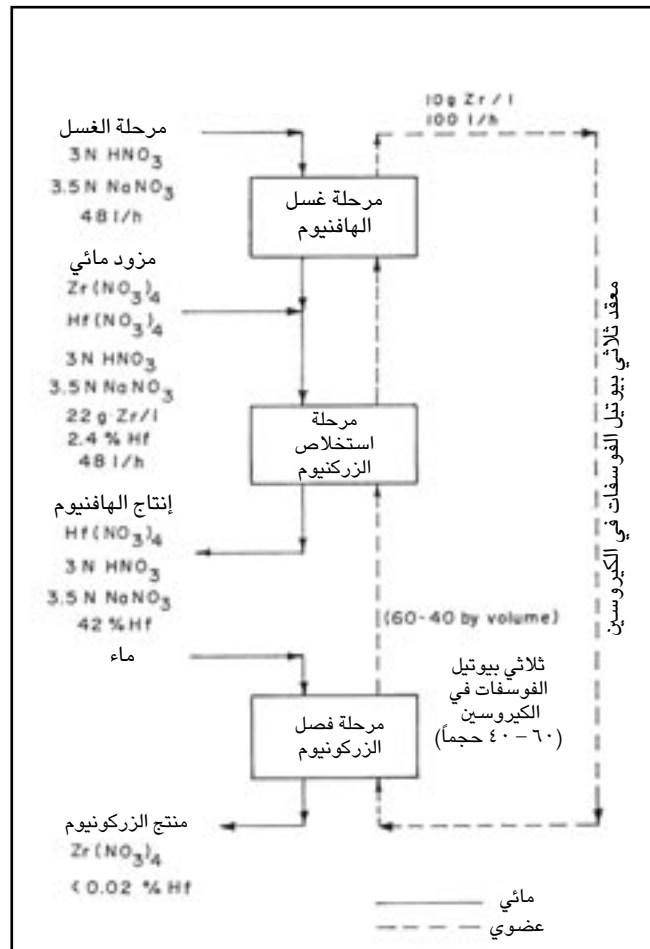 10g Zr/l
100 l/h
مرحلة الغسل
3N HNO3
3.5N NaNO3
48 l/h
مرحلة غسل
الهافنيوم
مزود مائي
Zr(NO3)4
Hf(NO3)4
3N HNO3
3.5N NaNO3
22 g Zr/l
2.4 % Hf
48 l/h
مرحلة
استخلاص
الزركنيوم
معقد ثلاثي بيوتيل الفوسفات في الكيروسين
إنتاج الهافنيوم
Hf(NO3)4
3N HNO3
3.5 N NaNO3
42 % Hf
(60-40 by volume)
ماء
ثلاثي بيوتيل
الفوسفات في
الكيروسين
(٦٠ – ٤٠ حجماً)
مرحلة فصل
الزركونيوم
منتج الزركونيوم
Zr(NO3)4
<0.02 % Hf
مائي
عضوي